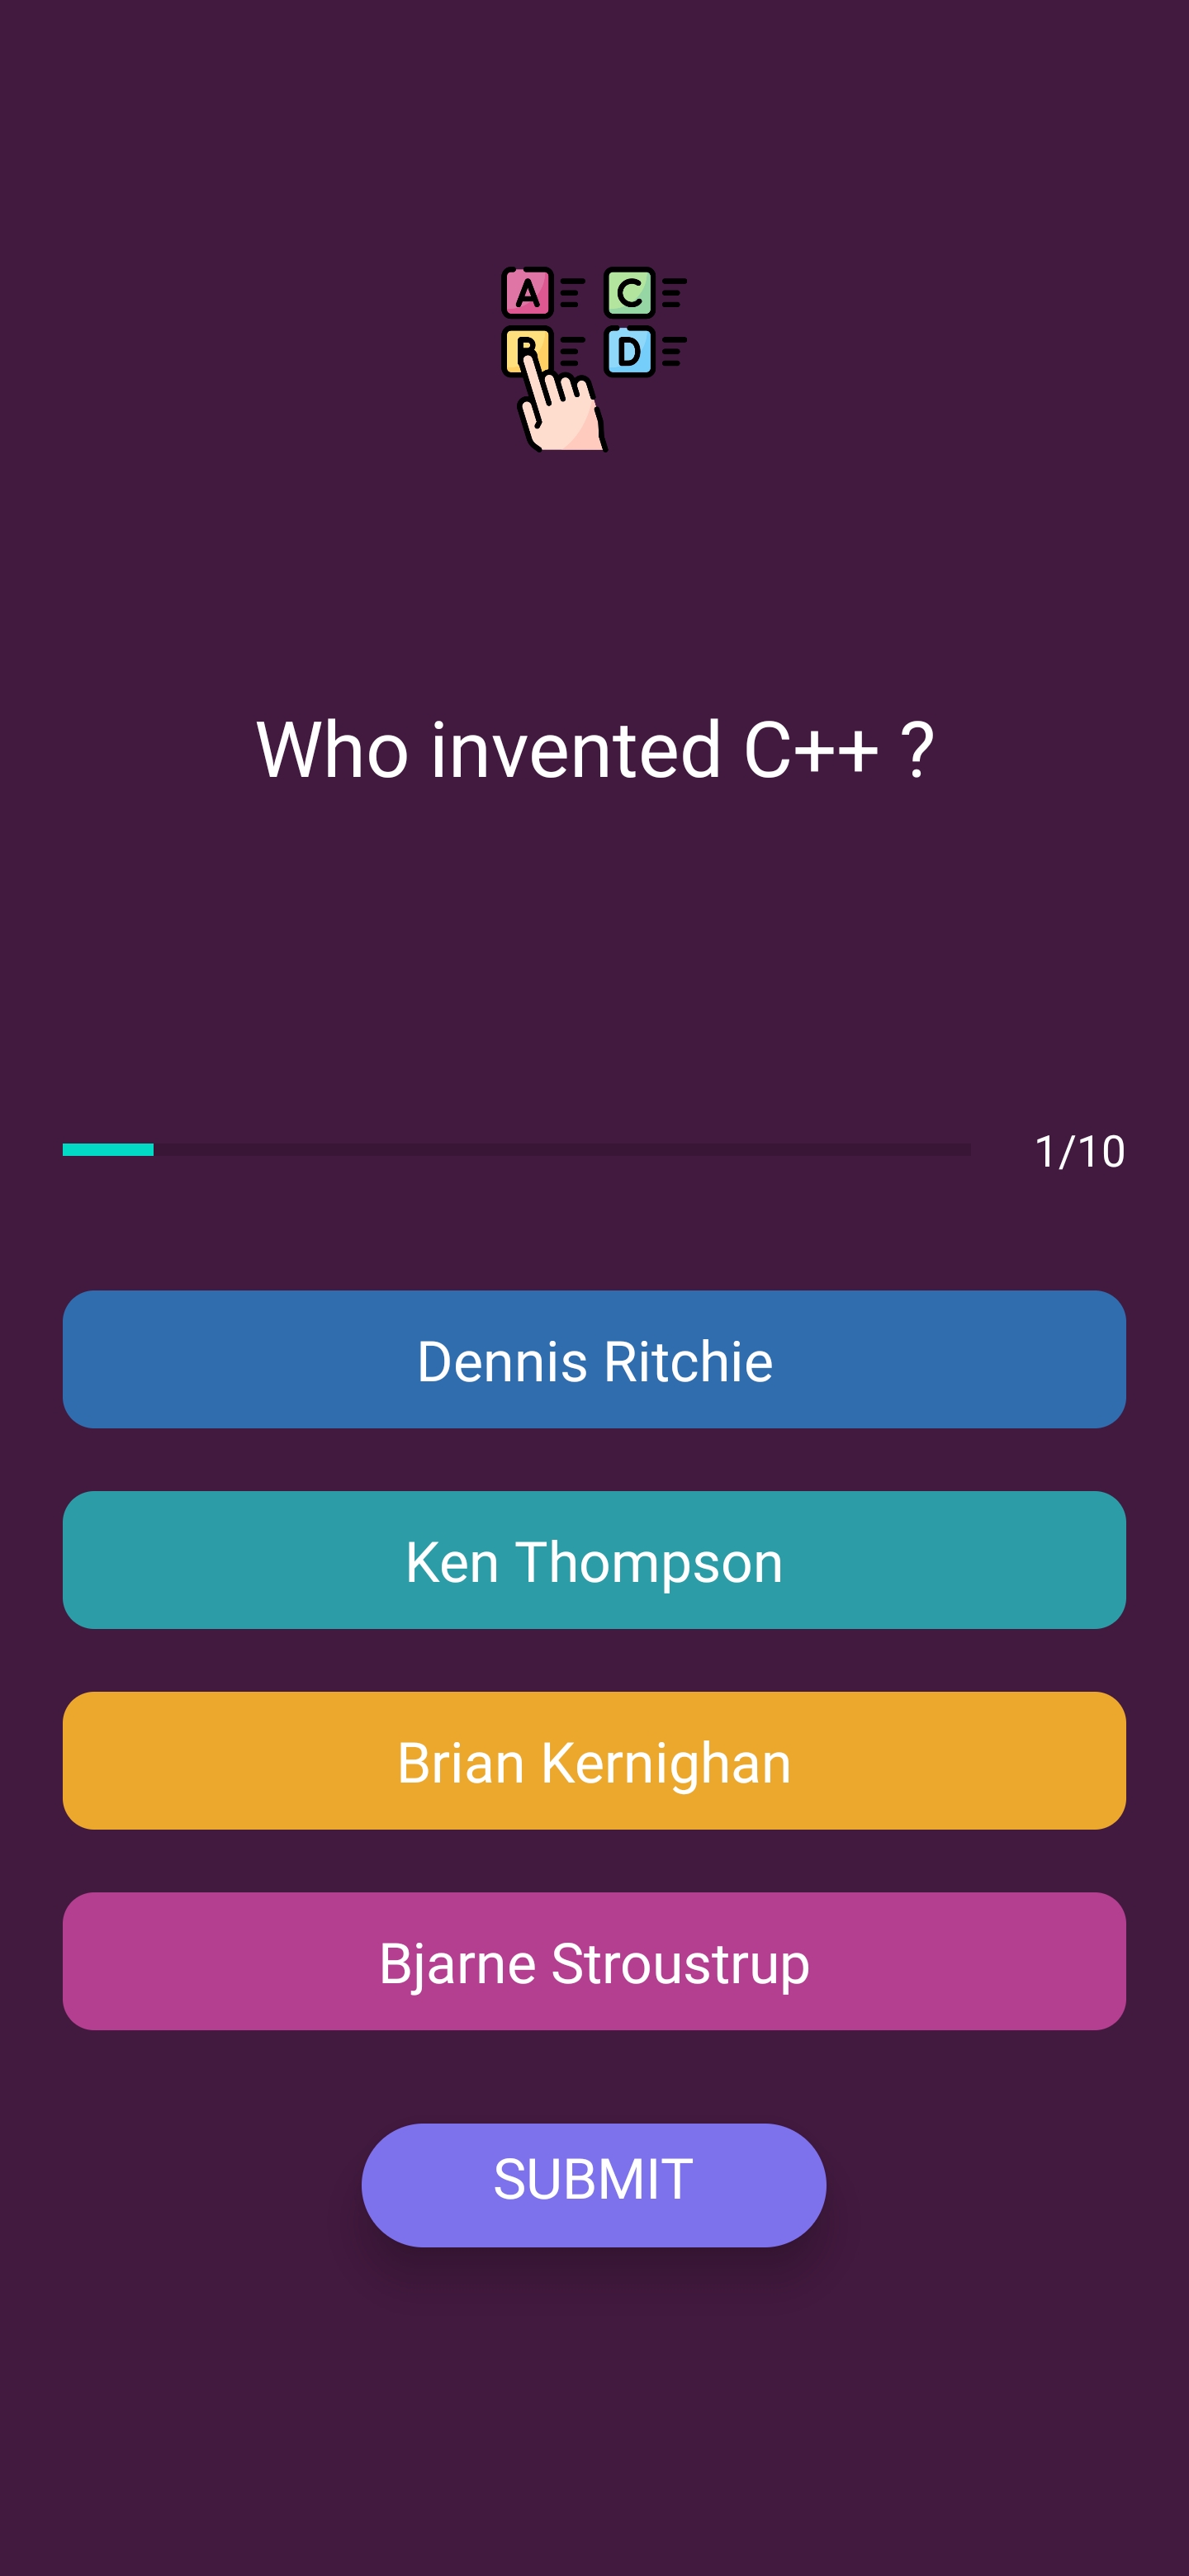 A C
B D
Who invented C++ ?
1/10
Dennis Ritchie
Ken Thompson
Brian Kernighan
Bjarne Stroustrup
SUBMIT